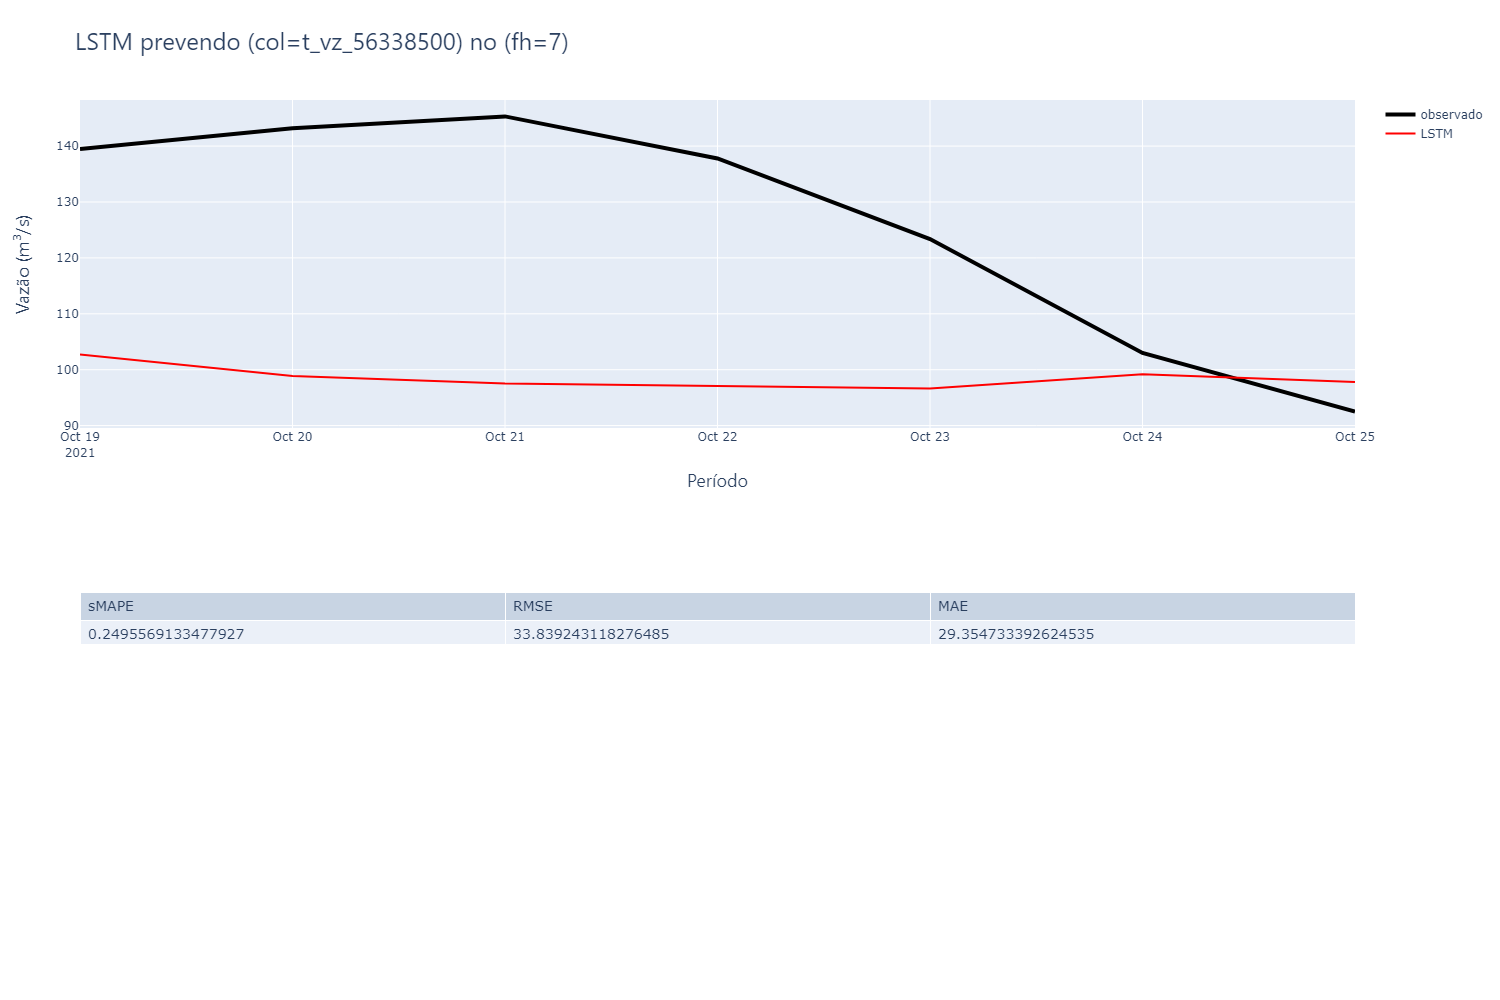 LSTM prevendo (col=t_vz_56338500) no (fh=7)
observado
LSTM
Vazão (m³/s)
140
130
120
110
100
90
Oct 19
2021
Oct 20
Oct 21
Oct 22
Oct 23
Oct 24
Oct 25
Período
sMAPE RMSE MAE
0.2495569133477927 33.839243118276485 29.354733392624535